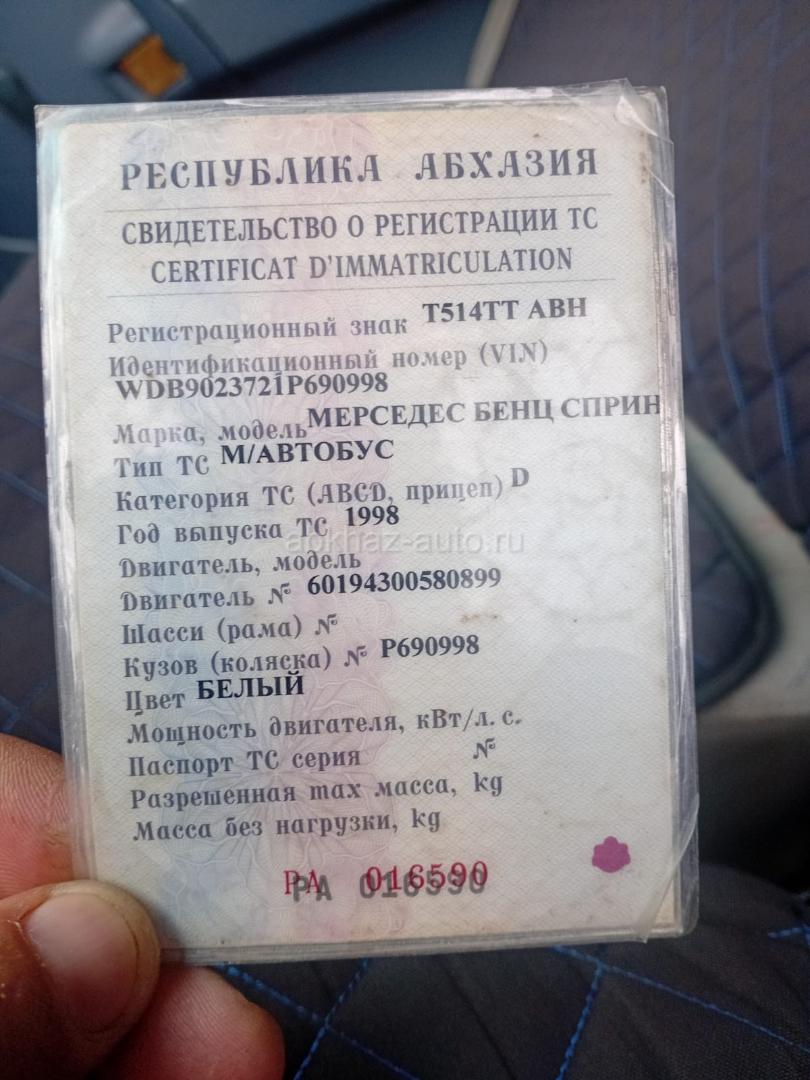 РЕСПУБЛИКА АБХАЗИЯ
СВИДЕТЕЛЬСТВО О РЕГИСТРАЦИИ ТС
CERTIFICAT D'IMMATRICULATION
Регистрационный знак Т514ТТ АВН
Идентификационный номер (VIN)
WDB9023721P690998
Марка, модель МЕРСЕДЕС БЕНЦ СПРИН
Тип ТС М/АВТОБУС
Категория ТС (ABCD, прицеп) D
Год выпуска ТС 1998
apkhaz-auto.ru
Двигатель, модель
Двигатель № 60194300580899
Шасси (рама) №
Кузов (коляска) № Р690998
Цвет БЕЛЫЙ
Мощность двигателя, кВт/л. с.
Паспорт ТС серия №
Разрешенная max масса, kg
Масса без нагрузки, kg
РА 016590
РА 016590